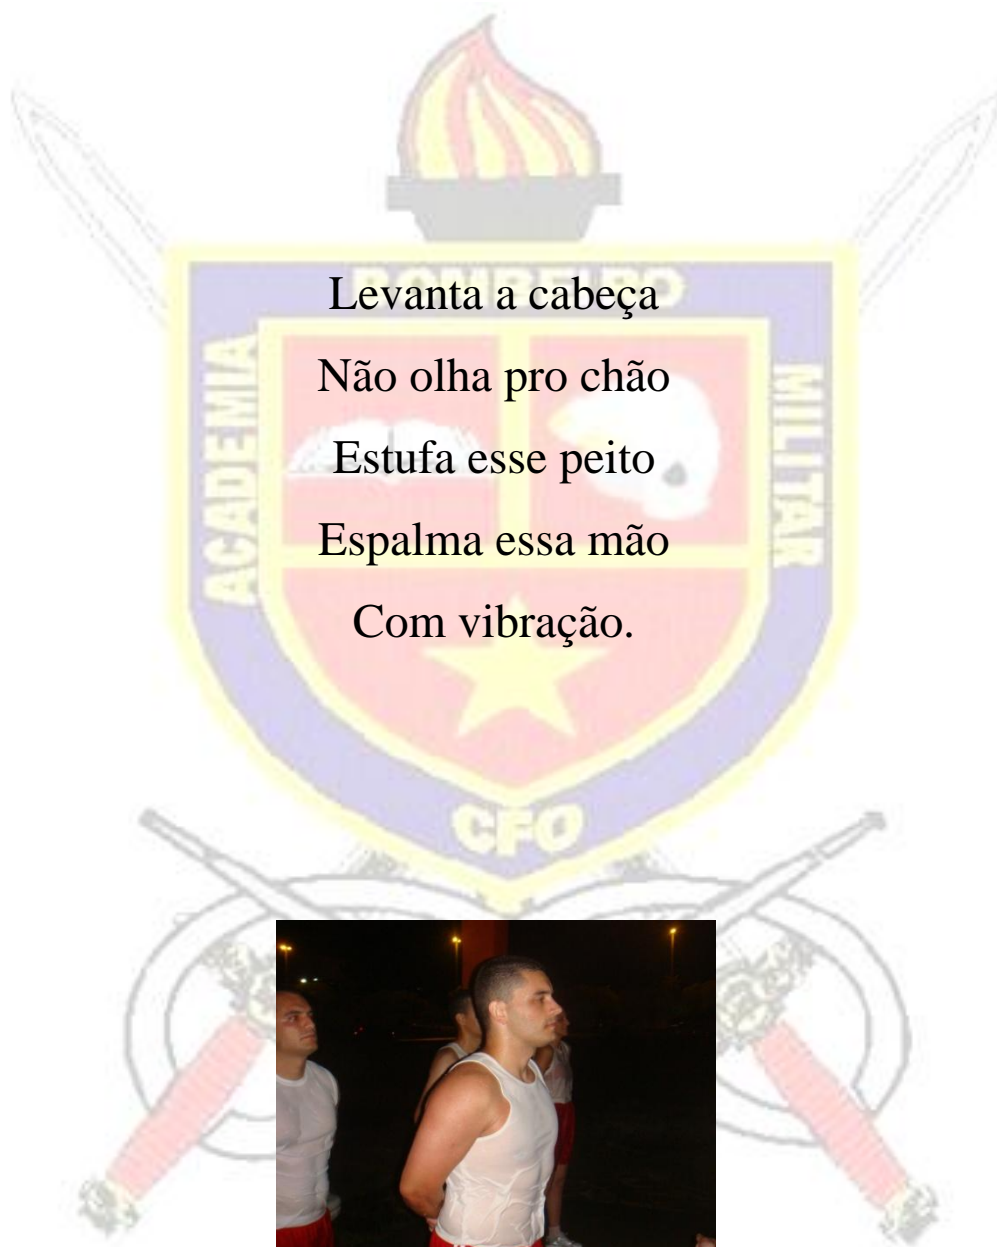 BOMBEIRO
Levanta a cabeça
Não olha pro chão
Estufa esse peito
Espalma essa mão
Com vibração.
ACADEMIA
MILITAR
CFO